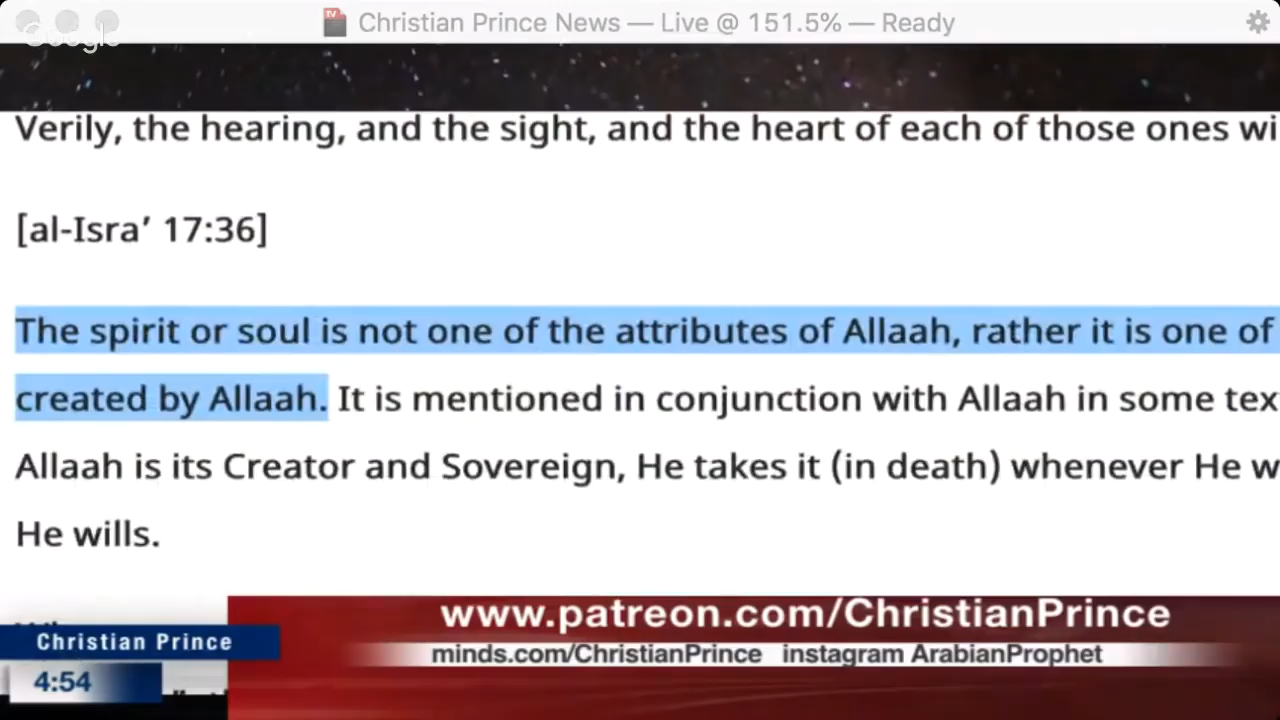 Christian Prince News — Live @ 151.5% — Ready
Google
Verily, the hearing, and the sight, and the heart of each of those ones wi
[al-Isra’ 17:36]
The spirit or soul is not one of the attributes of Allaah, rather it is one of
created by Allaah. It is mentioned in conjunction with Allaah in some tex
Allaah is its Creator and Sovereign, He takes it (in death) whenever He w
He wills.
www.patreon.com/ChristianPrince
Christian Prince
minds.com/ChristianPrince instagram ArabianProphet
4:54